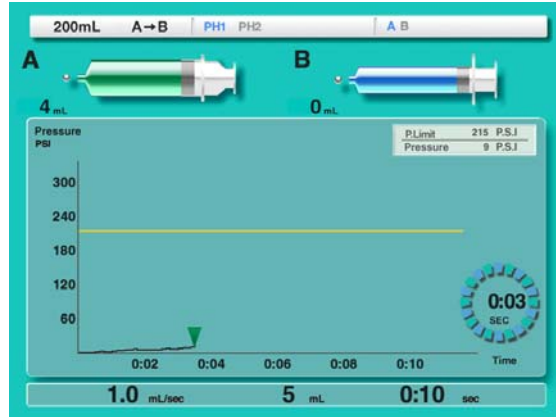 200mL A→B PH1 PH2 A B
A B
4 mL 0 mL
Pressure
PSI
P.Limit 215 P.S.I
Pressure 9 P.S.I
300
240
180
120
60
0:03
SEC
0:02 0:04 0:06 0:08 0:10 Time
1.0 mL/sec 5 mL 0:10 sec